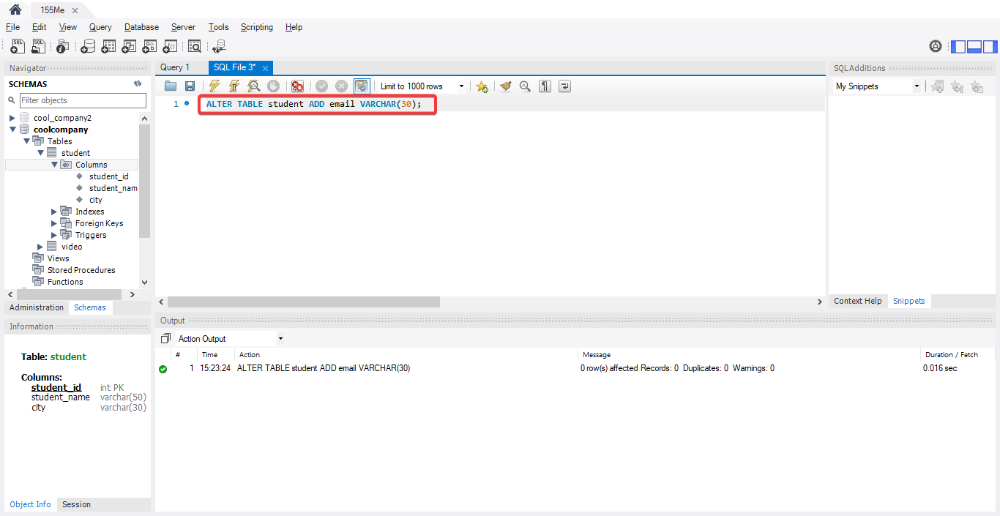 155Me
File Edit View Query Database Server Tools Scripting Help
Navigator
SCHEMAS
Filter objects
cool_company2
coolcompany
Tables
student
Columns
student_id
student_nam
city
Indexes
Foreign Keys
Triggers
video
Views
Stored Procedures
Functions
Administration Schemas
Information
Table: student
Columns:
student_id int PK
student_name varchar(50)
city varchar(30)
Object Info Session
Query 1 SQL File 3*
Limit to 1000 rows
1 ALTER TABLE student ADD email VARCHAR(30);
SQLAdditions
My Snippets
Context Help Snippets
Output
Action Output
# Time Action Message Duration / Fetch
1 15:23:24 ALTER TABLE student ADD email VARCHAR(30) 0 row(s) affected Records: 0 Duplicates: 0 Warnings: 0 0.016 sec